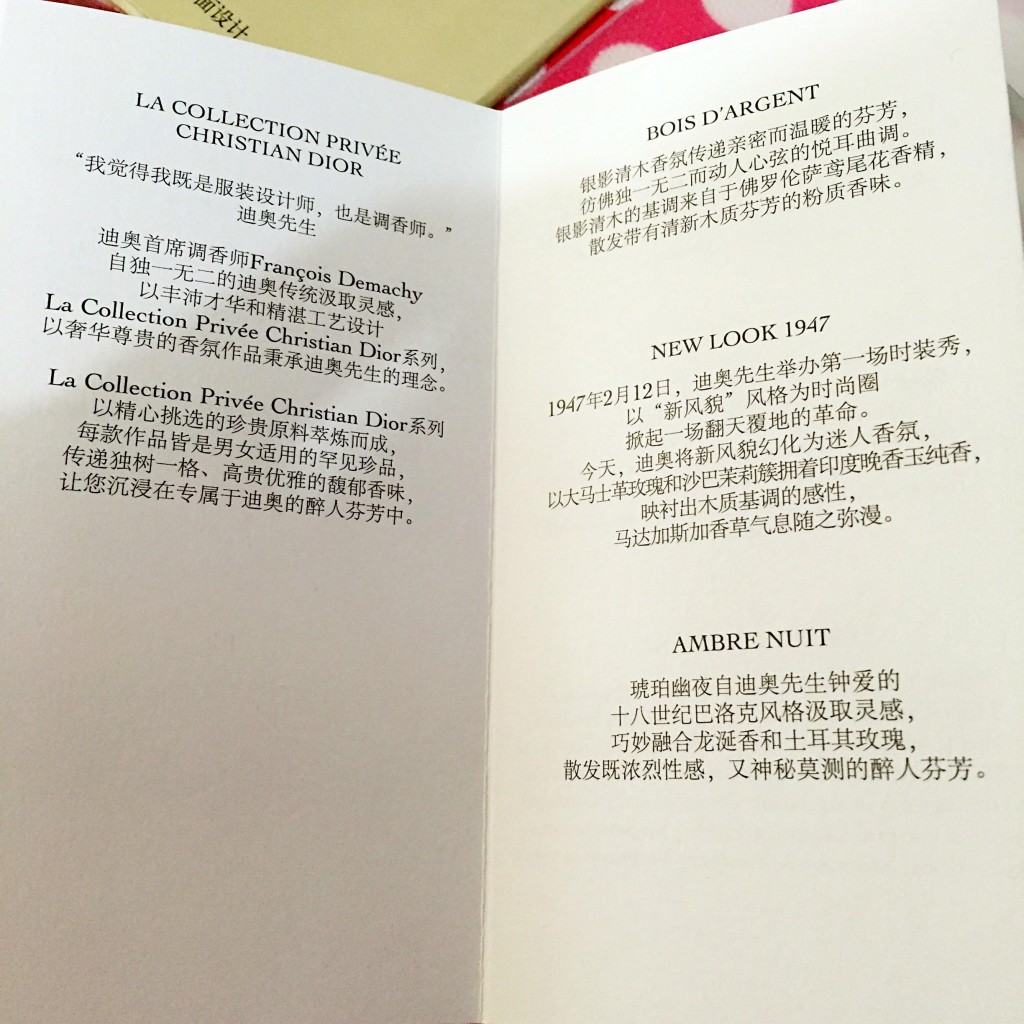 面设计
LA COLLECTION PRIVÉE
CHRISTIAN DIOR
“我觉得我既是服装设计师，也是调香师。”
迪奥先生
迪奥首席调香师François Demachy
自独一无二的迪奥传统汲取灵感，
以丰沛才华和精湛工艺设计
La Collection Privée Christian Dior系列，
以奢华尊贵的香氛作品秉承迪奥先生的理念。
La Collection Privée Christian Dior系列
以精心挑选的珍贵原料萃炼而成，
每款作品皆是男女适用的罕见珍品，
传递独树一格、高贵优雅的馥郁香味，
让您沉浸在专属于迪奥的醉人芬芳中。
BOIS D'ARGENT
银影清木香氛传递亲密而温暖的芬芳，
彷佛独一无二而动人心弦的悦耳曲调。
银影清木的基调来自于佛罗伦萨鸢尾花香精，
散发带有清新木质芬芳的粉质香味。
NEW LOOK 1947
1947年2月12日，迪奥先生举办第一场时装秀，
以“新风貌”风格为时尚圈
掀起一场翻天覆地的革命。
今天，迪奥将新风貌幻化为迷人香氛，
以大马士革玫瑰和沙巴茉莉簇拥着印度晚香玉纯香，
映衬出木质基调的感性，
马达加斯加香草气息随之弥漫。
AMBRE NUIT
琥珀幽夜自迪奥先生钟爱的
十八世纪巴洛克风格汲取灵感，
巧妙融合龙涎香和土耳其玫瑰，
散发既浓烈性感，又神秘莫测的醉人芬芳。